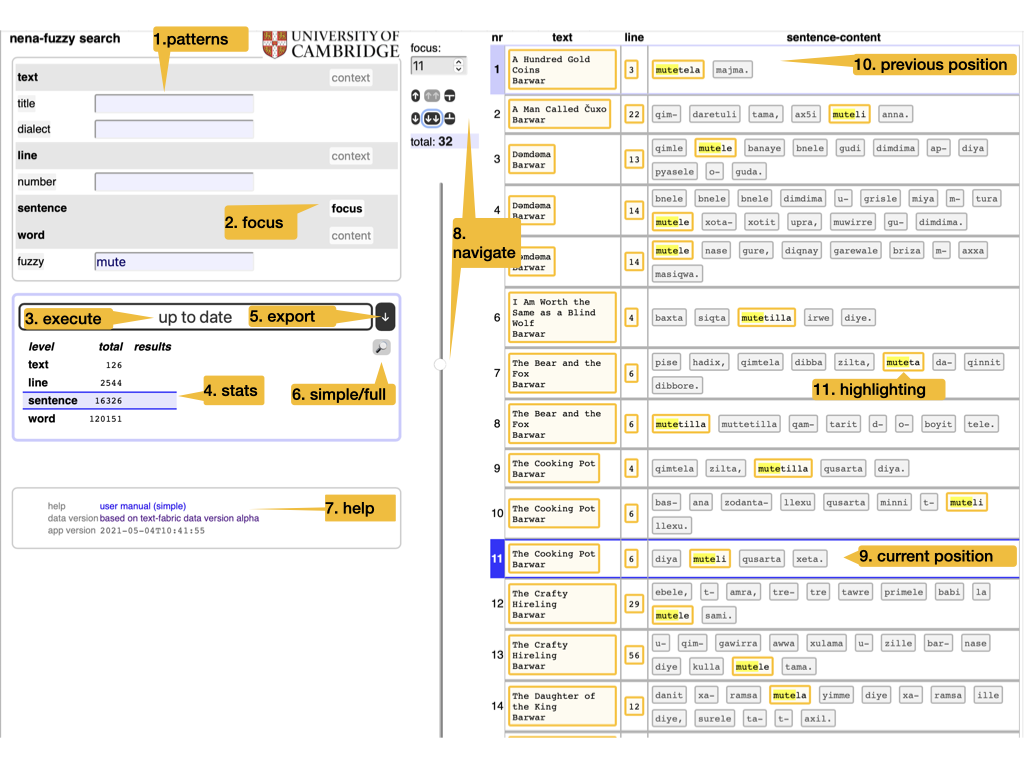 nena-fuzzy search
1.patterns
UNIVERSITY OF
CAMBRIDGE
text context
title
dialect
line context
number
sentence focus
2. focus
word content
fuzzy mute
3. execute up to date 5. export
level total results
text 126
line 2544
sentence 16326
word 120151
4. stats
6. simple/full
help user manual (simple)
data version based on text-fabric data version alpha
app version 2021-05-04T10:41:55
7. help
focus:
11
total: 32
8.
navigate
nr text line sentence-content
1 A Hundred Gold
Coins
Barwar 3 mutetela majma.
10. previous position
2 A Man Called Čuxo
Barwar 22 qim- daretuli tama, ax5i muteli anna.
3 Dəmdəma
Barwar 13 qimle mutele banaye bnele gudi dimdima ap- diya
pyasele o- guda.
4 Dəmdəma
Barwar 14 bnele bnele bnele dimdima u- grisle miya m- tura
mutele xota- xotit upra, muwirre gu- dimdima.
əmdəma
Barwar 14 mutele nase gure, diqnay garewale briza m- axxa
masiqwa.
6 I Am Worth the
Same as a Blind
Wolf
Barwar 4 baxta siqta mutetilla irwe diye.
7 The Bear and the
Fox
Barwar 6 pise hadix, gimtela dibba zilta, muteta da- qinnit
dibbore.
11. highlighting
8 The Bear and the
Fox
Barwar 6 mutetilla muttetilla qam- tarit d- o- boyit tele.
9 The Cooking Pot
Barwar 4 qimtela zilta, mutetilla qusarta diya.
10 The Cooking Pot
Barwar 6 bas- ana zodanta- llexu qusarta minni t- muteli
llexu.
11 The Cooking Pot
Barwar 6 diya muteli qusarta xeta.
9. current position
12 The Crafty
Hireling
Barwar 29 ebele, t- amra, tre- tre tawre primele babi la
mutele sami.
13 The Crafty
Hireling
Barwar 56 u- qim- gawirra awwa xulama u- zille bar- nase
diye kulla mutele tama.
14 The Daughter of
the King
Barwar 12 danit xa- ramsa mutela yimme diye xa- ramsa ille
diye, surele ta- t- axil.